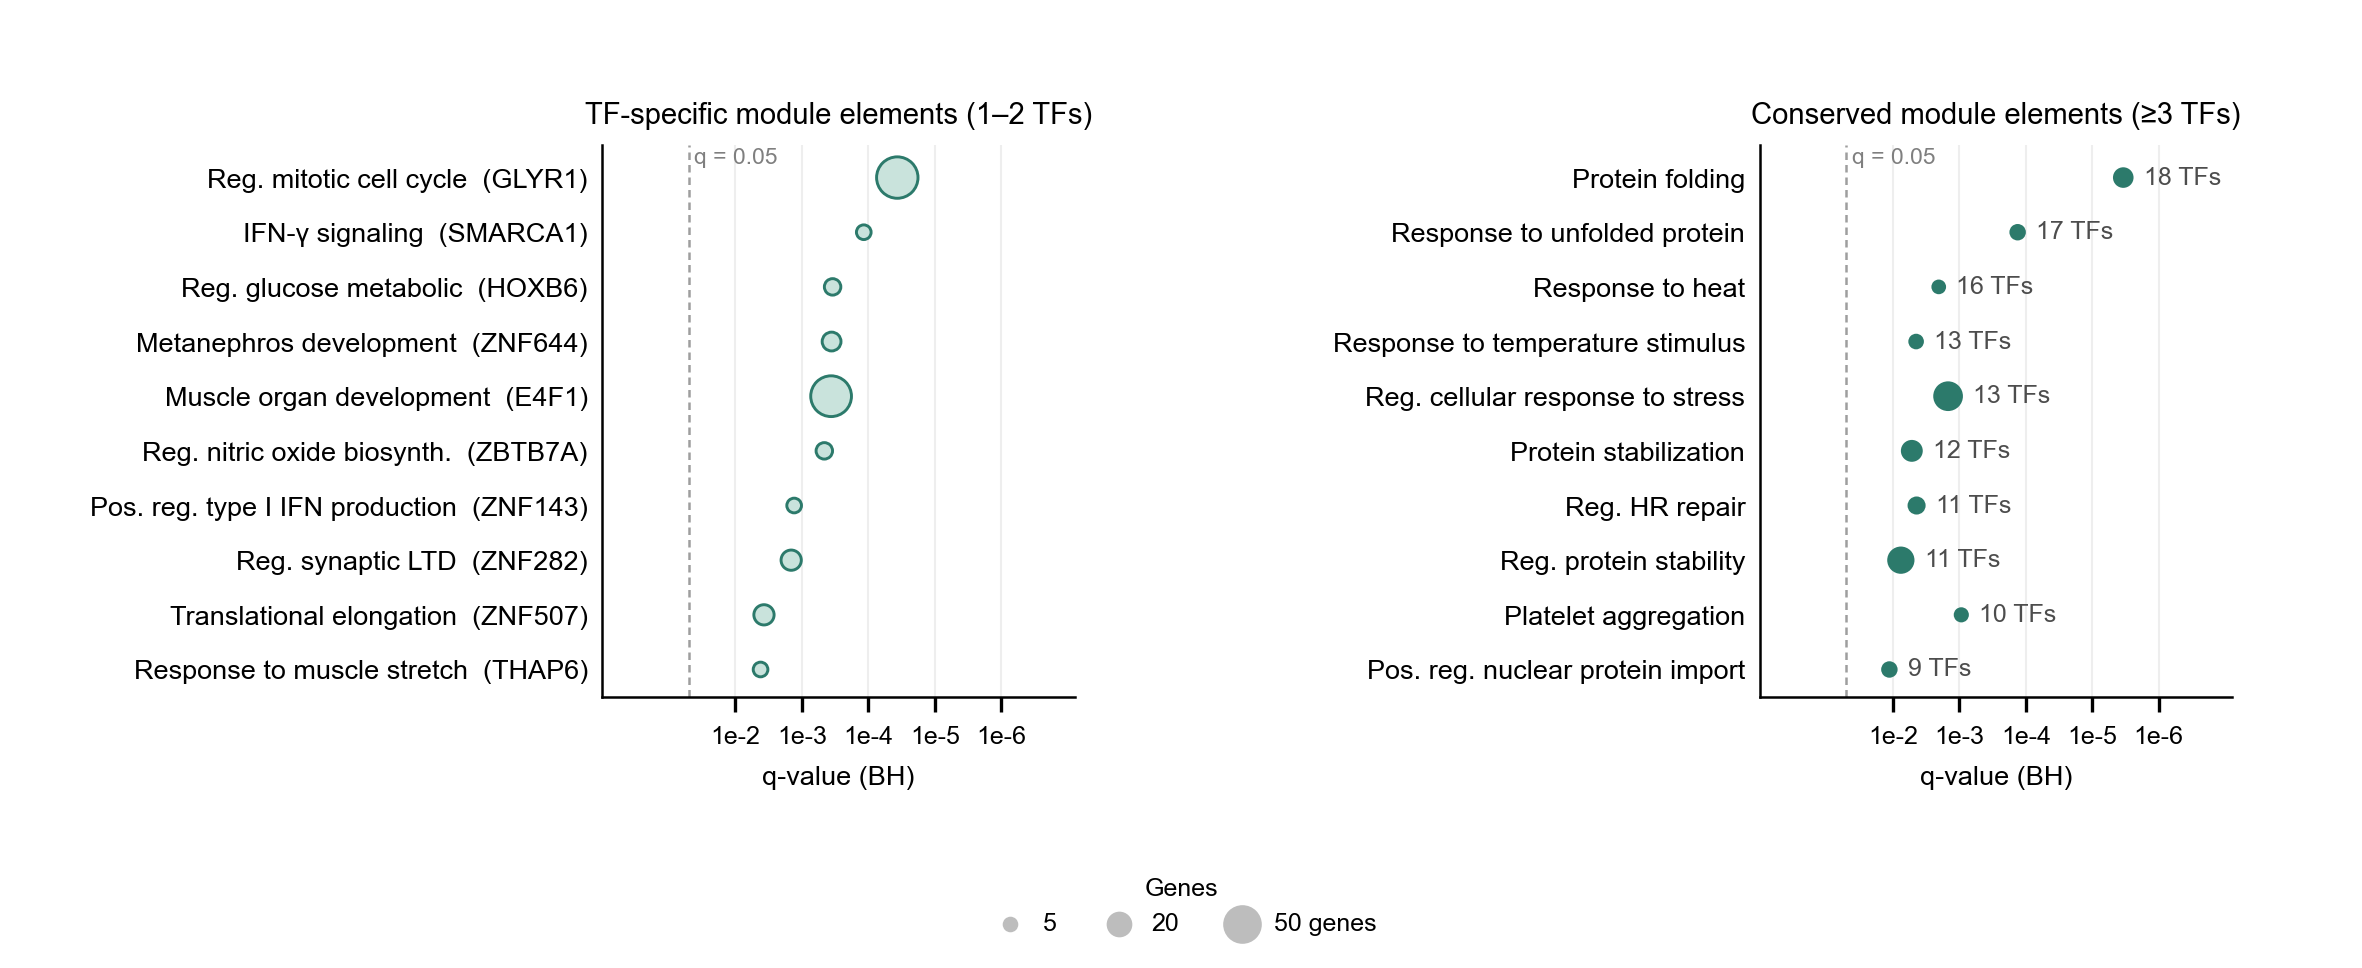 TF-specific module elements (1–2 TFs)
q = 0.05
Reg. mitotic cell cycle (GLYR1)
IFN-γ signaling (SMARCA1)
Reg. glucose metabolic (HOXB6)
Metanephros development (ZNF644)
Muscle organ development (E4F1)
Reg. nitric oxide biosynth. (ZBTB7A)
Pos. reg. type I IFN production (ZNF143)
Reg. synaptic LTD (ZNF282)
Translational elongation (ZNF507)
Response to muscle stretch (THAP6)
1e-2 1e-3 1e-4 1e-5 1e-6
q-value (BH)
Conserved module elements (≥3 TFs)
q = 0.05
Protein folding 18 TFs
Response to unfolded protein 17 TFs
Response to heat 16 TFs
Response to temperature stimulus 13 TFs
Reg. cellular response to stress 13 TFs
Protein stabilization 12 TFs
Reg. HR repair 11 TFs
Reg. protein stability 11 TFs
Platelet aggregation 10 TFs
Pos. reg. nuclear protein import 9 TFs
1e-2 1e-3 1e-4 1e-5 1e-6
q-value (BH)
Genes
5 20 50 genes